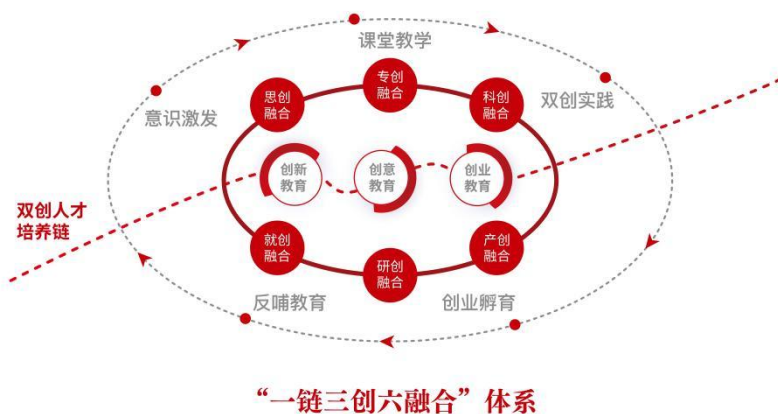 课堂教学
专创
融合
思创
融合
科创
融合
意识激发
双创实践
创新
教育
创意
教育
创业
教育
双创人才
培养链
就创
融合
研创
融合
产创
融合
反哺教育
创业孵育
“一链三创六融合”体系